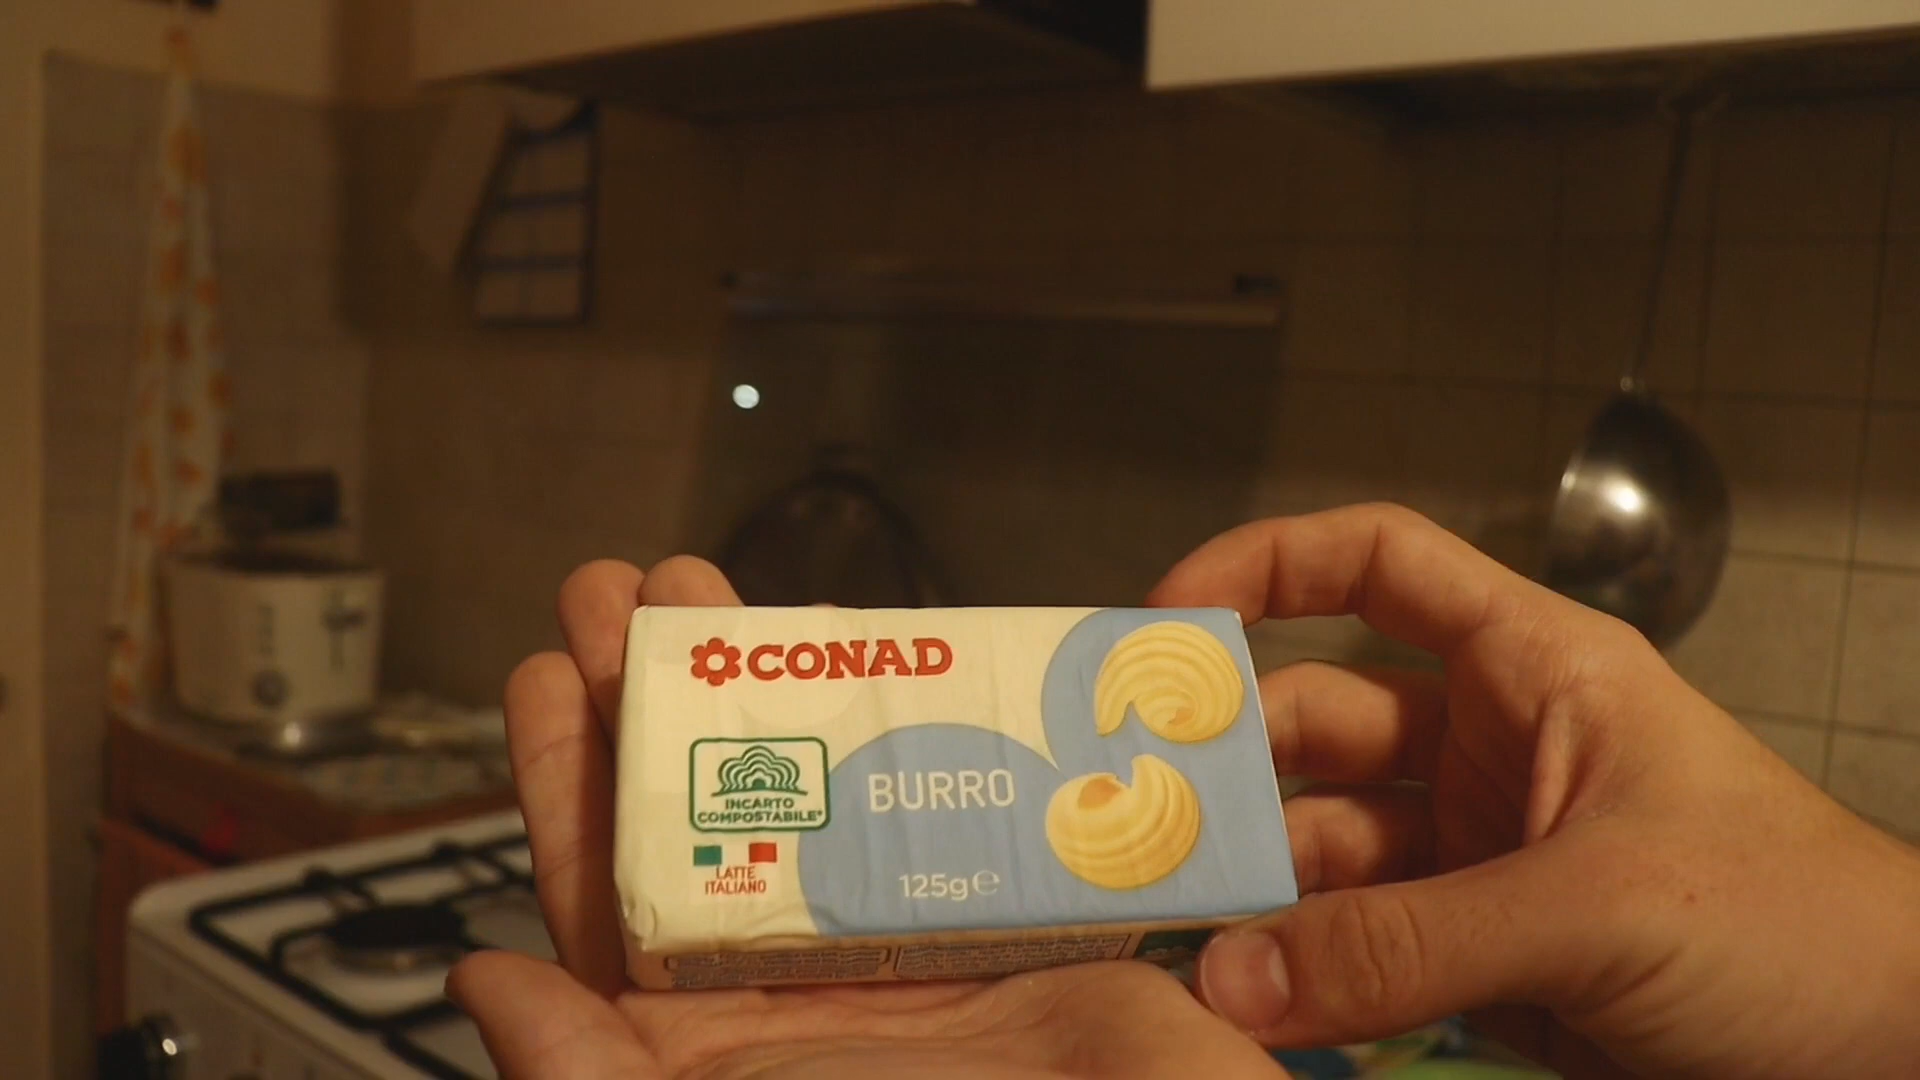 CONAD
INCARTO
COMPOSTABILE*
BURRO
LATTE
ITALIANO
125g℮